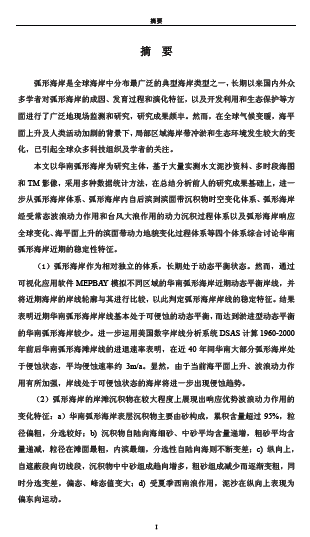 摘要
摘 要
弧形海岸是全球海岸中分布最广泛的典型海岸类型之一，长期以来国内外众
多学者对弧形海岸的成因、发育过程和演化特征，以及开发利用和生态保护等方
面进行了广泛地现场监测和研究，研究成果颇丰。然而，在全球气候变暖，海平
面上升及人类活动加剧的背景下，局部区域海岸带冲淤和生态环境发生较大的变
化，已引起全球众多科技组织及学者的关注。
本文以华南弧形海岸为研究主体，基于大量实测水文泥沙资料、多时段海图
和TM影像，采用多种数据统计方法，在总结分析前人的研究成果基础上，进一
步从弧形海岸体系、弧形海岸内自后滨到滨面带沉积物时空变化体系、弧形海岸
经受常态波浪动力作用和台风大浪作用的动力沉积过程体系以及弧形海岸响应
全球变化、海平面上升的滨面带动力地貌变化过程体系等四个体系综合讨论华南
弧形海岸近期的稳定性特征。
（1）弧形海岸作为相对独立的体系，长期处于动态平衡状态。然而，通过
可视化应用软件 MEPBAY 模拟不同区域的华南弧形海岸近期动态平衡岸线，并
将近期海岸的岸线轮廓与其进行比较，以此判定弧形海岸岸线的稳定特征。结果
表明近期华南弧形海岸岸线基本处于可侵蚀的动态平衡，而达到淤进型动态平衡
的华南弧形海岸较少。进一步运用美国数字岸线分析系统 DSAS 计算 1960-2000
年前后华南弧形海滩岸线的进退速率表明，在近 40 年间华南大部分弧形海岸处
于侵蚀状态，平均侵蚀速率约 3m/a。显然，由于当前海平面上升、波浪动力作
用有所加强，岸线处于可侵蚀状态的海岸将进一步出现侵蚀趋势。
（2）弧形海岸的岸滩沉积物在较大程度上展现出响应优势波浪动力作用的
变化特征：a）华南弧形海岸表层沉积物主要由砂构成，累积含量超过 95%，粒
径偏粗，分选较好；b）沉积物自陆向海细砂、中砂平均含量递增，粗砂平均含
量递减，粒径在滩面最粗，内滨最细，分选性自陆向海则不断变差；c）纵向上，
自遮蔽段向切线段，沉积物中中砂组成趋向增多，粗砂组成减少而逐渐变粗，同
时分选变差，偏态、峰态值变大；d）受夏季西南浪作用，泥沙在纵向上表现为
偏东向运动。
I